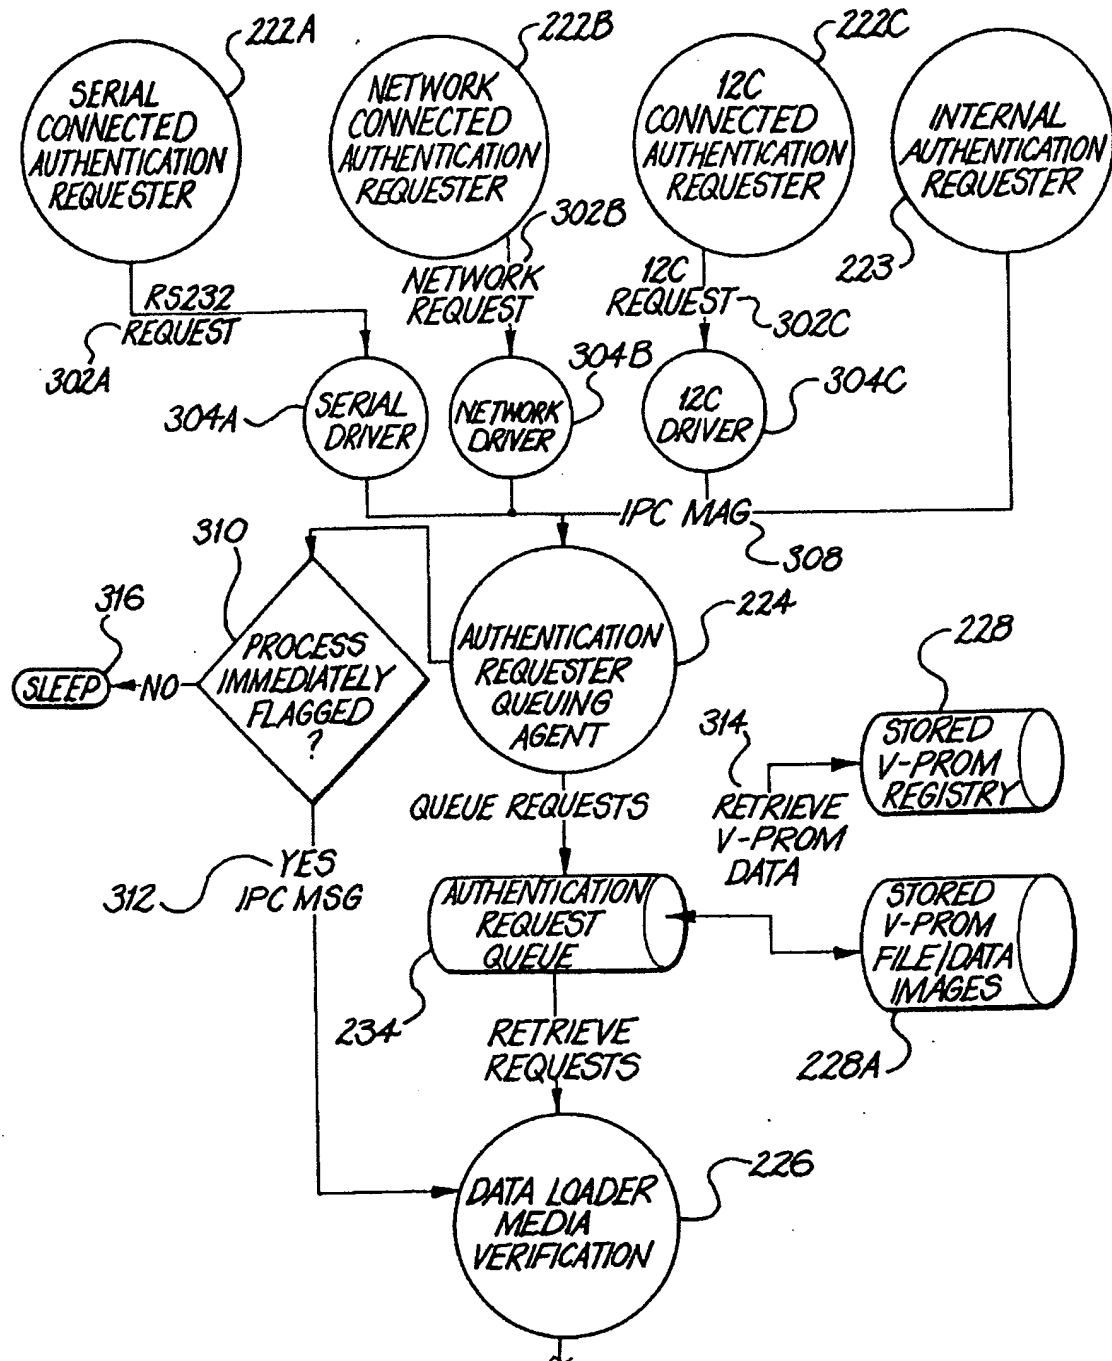 222A
222B
222C
SERIAL
CONNECTED
AUTHENTICATION
REQUESTER
NETWORK
CONNECTED
AUTHENTICATION
REQUESTER
12C
CONNECTED
AUTHENTICATION
REQUESTER
INTERNAL
AUTHENTICATION
REQUESTER
223
RS232
REQUEST
302A
302B
NETWORK
REQUEST
12C
REQUEST
302C
304A
SERIAL
DRIVER
304B
NETWORK
DRIVER
304C
12C
DRIVER
IPC MAG
308
310
316
SLEEP
NO
PROCESS
IMMEDIATELY
FLAGGED
?
AUTHENTICATION
REQUESTER
QUEUING
AGENT
224
228
STORED
V-PROM
REGISTRY
314
RETRIEVE
V-PROM
DATA
QUEUE REQUESTS
312
YES
IPC MSG
AUTHENTICATION
REQUEST
QUEUE
234
STORED
V-PROM
FILE/DATA
IMAGES
228A
RETRIEVE
REQUESTS
DATA LOADER
MEDIA
VERIFICATION
226